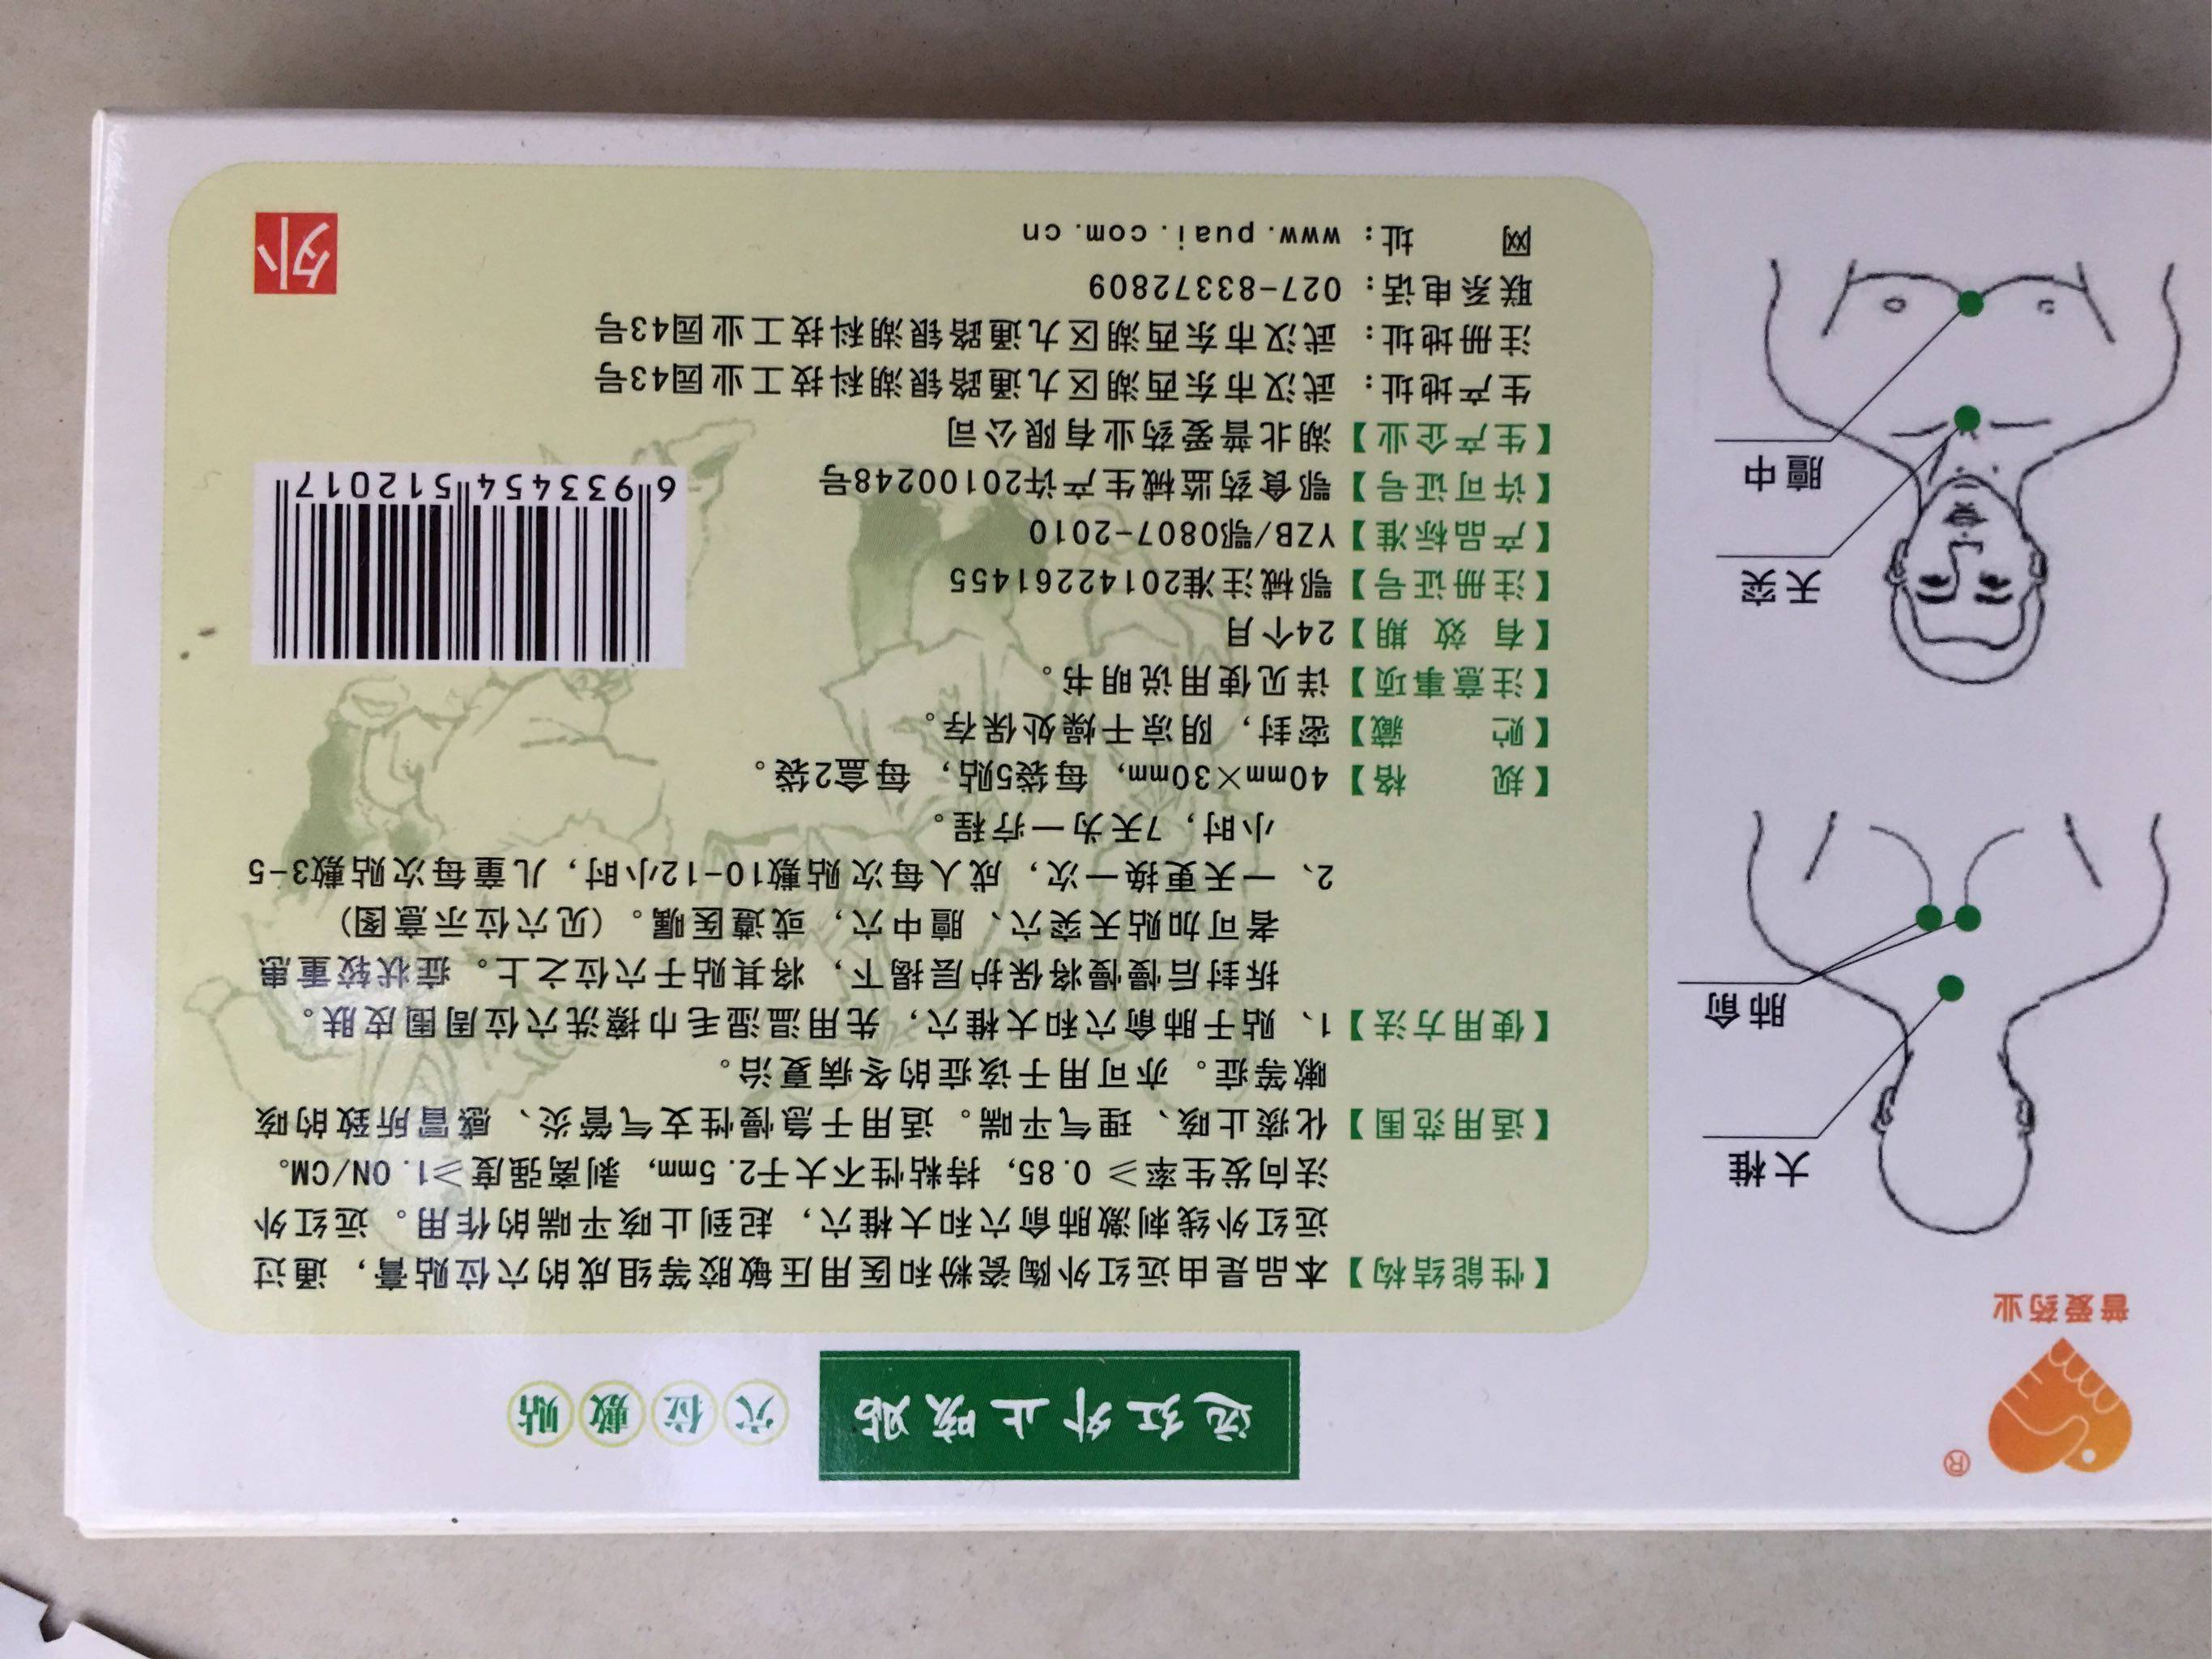 普爱药业
®
远红外止咳贴
穴位敷贴
【性能结构】本品是由远红外陶瓷粉和医用压敏胶等组成的穴位贴膏，通过
远红外线刺激肺俞穴和大椎穴，起到止咳平喘的作用。远红外
法向发生率≥0.85，持粘性不大于2.5mm，剥离强度≥1.0N/CM。
【适用范围】化痰止咳、理气平喘。适用于急慢性支气管炎、感冒所致的咳
嗽等症。亦可用于该症的冬病夏治。
【使用方法】1、贴于肺俞穴和大椎穴，先用温湿毛巾擦洗穴位周围皮肤。
拆封后慢慢将保护层揭下，将其贴于穴位之上。症状较重患
者可加贴天突穴、膻中穴，或遵医嘱。（见穴位示意图）
2、一天更换一次，成人每次贴敷10-12小时，儿童每次贴敷3-5
小时，7天为一疗程。
【规　　格】40mm×30mm，每袋5贴，每盒2袋。
【贮　　藏】密封，阴凉干燥处保存。
【注意事项】详见使用说明书。
【有 效 期】24个月
【注册证号】鄂械注准20142261455
【产品标准】YZB/鄂0807-2010
【许可证号】鄂食药监械生产许20100248号
【生产企业】湖北普爱药业有限公司
生产地址：武汉市东西湖区九通路银湖科技工业园43号
注册地址：武汉市东西湖区九通路银湖科技工业园43号
联系电话：027-83372809
网　　址：www.puai.com.cn
大椎
肺俞
天突
膻中
6 933454 512017
外